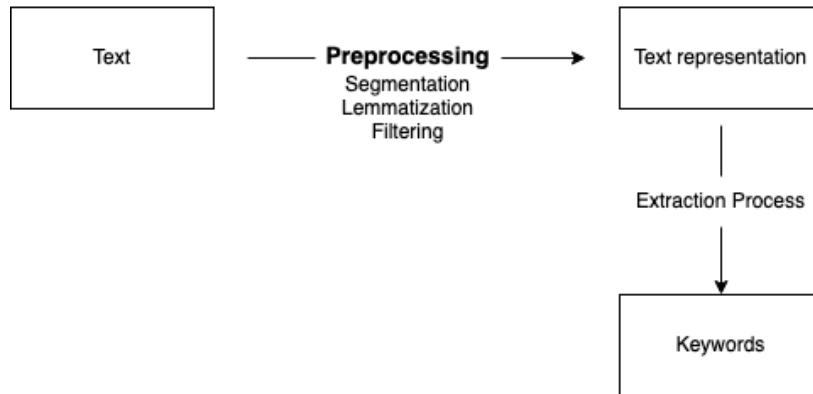 Text
Preprocessing
Segmentation
Lemmatization
Filtering
Text representation
Extraction Process
Keywords